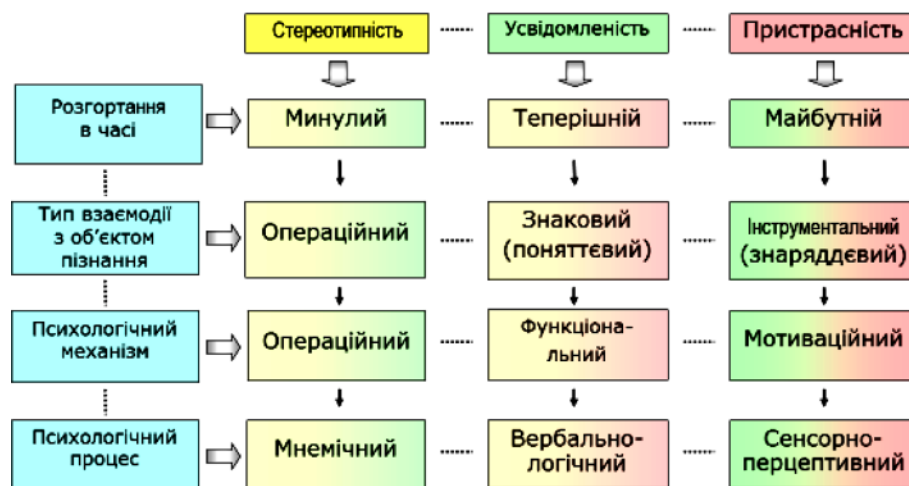 Стереотипність
Усвідомленість
Пристрасність
Розгортання
в часі
Минулий
Теперішній
Майбутній
Тип взаємодії
з об’єктом
пізнання
Операційний
Знаковий
(поняттєвий)
Інструментальний
(знаряддєвий)
Психологічний
механізм
Операційний
Функціона-
льний
Мотиваційний
Психологічний
процес
Мнемічний
Вербально-
логічний
Сенсорно-
перцептивний